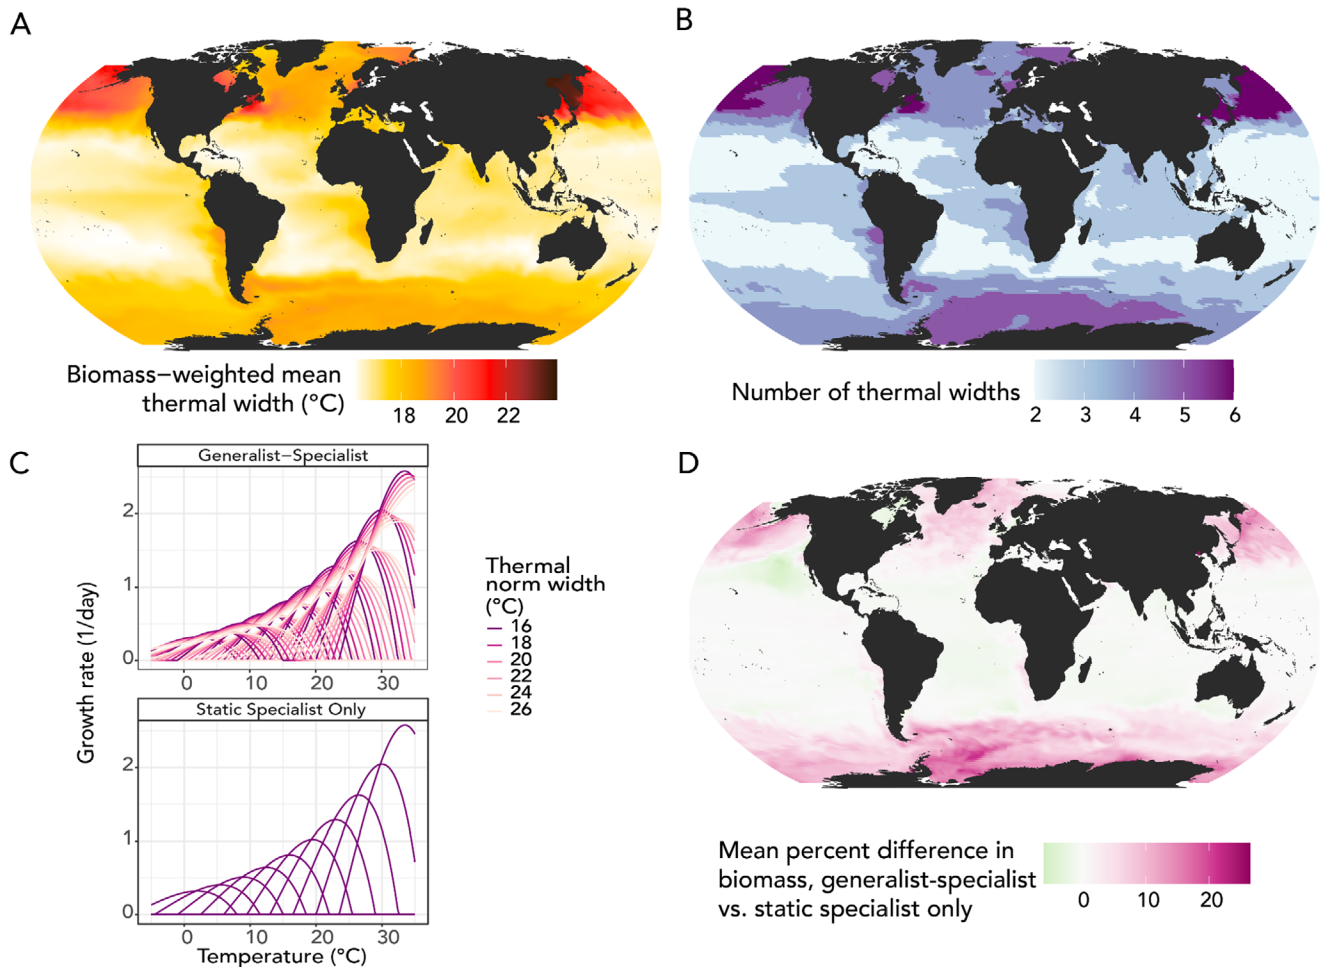 A
B
Biomass–weighted mean
thermal width (°C)
18 20 22
Number of thermal widths
2 3 4 5 6
C
Generalist–Specialist
2
1
0
0 10 20 30
Static Specialist Only
2
1
0
0 10 20 30
Growth rate (1/day)
Temperature (°C)
Thermal
norm width
(°C)
16
18
20
22
24
26
D
Mean percent difference in
biomass, generalist-specialist
vs. static specialist only
0 10 20